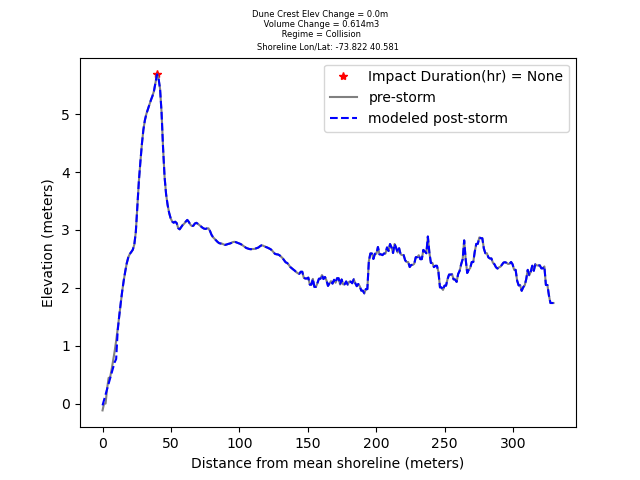 Dune Crest Elev Change = 0.0m
Volume Change = 0.614m3
Regime = Collision
Shoreline Lon/Lat: -73.822 40.581
Impact Duration(hr) = None
pre-storm
modeled post-storm
Elevation (meters)
5
4
3
2
1
0
0 50 100 150 200 250 300
Distance from mean shoreline (meters)